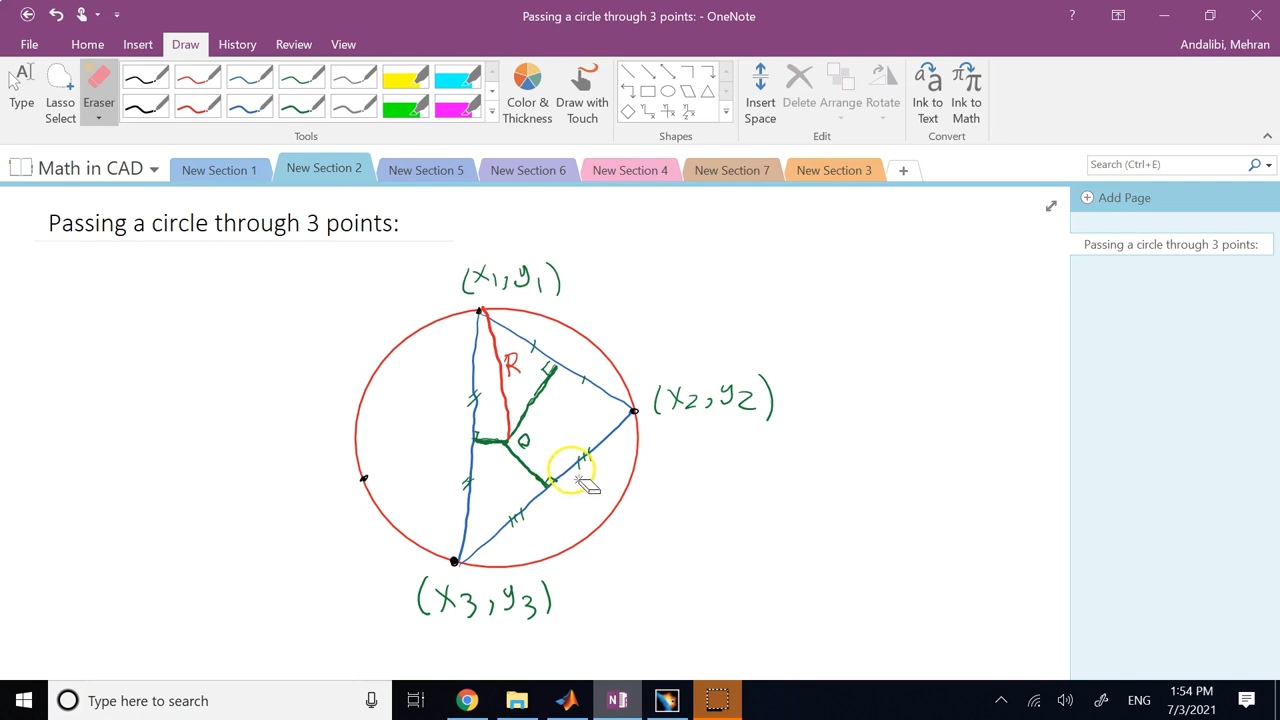 Passing a circle through 3 points: - OneNote
?
File
Home
Insert
Draw
History
Review
View
Andalibi, Mehran
Type
Lasso Select
Eraser
Color & Thickness
Draw with Touch
Insert Space
Delete
Arrange
Rotate
Ink to Text
Ink to Math
Tools
Shapes
Edit
Convert
Math in CAD
New Section 1
New Section 2
New Section 5
New Section 6
New Section 4
New Section 7
New Section 3
Search (Ctrl+E)
Add Page
Passing a circle through 3 points:
Passing a circle through 3 points:
(x1, y1)
R
(x2, y2)
O
(x3, y3)
Type here to search
ENG
1:54 PM
7/3/2021